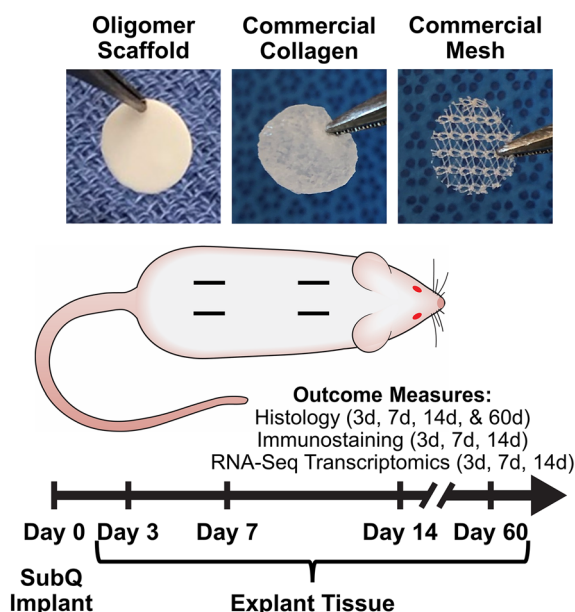 Oligomer
Scaffold
Commercial
Collagen
Commercial
Mesh
Outcome Measures:
Histology (3d, 7d, 14d, & 60d)
Immunostaining (3d, 7d, 14d)
RNA-Seq Transcriptomics (3d, 7d, 14d)
Day 0 Day 3 Day 7 Day 14 Day 60
SubQ
Implant
Explant Tissue